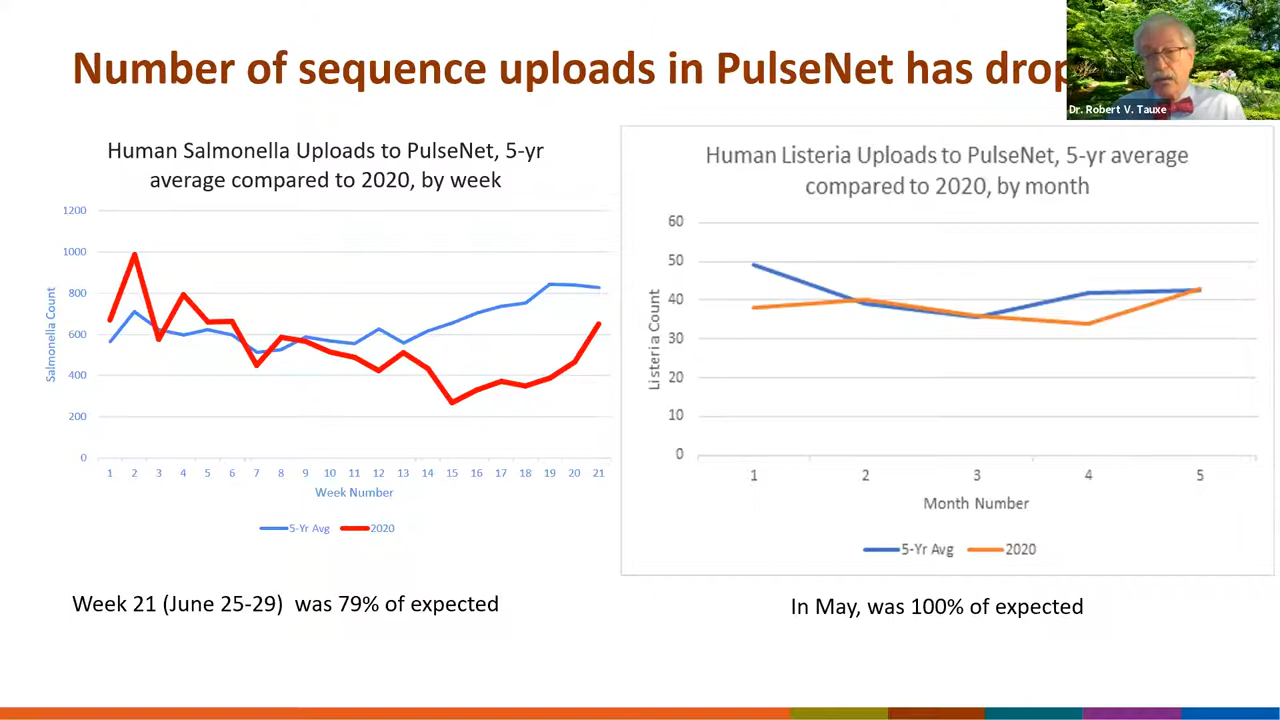 Number of sequence uploads in PulseNet has drop
Dr. Robert V. Tauxe
Human Salmonella Uploads to PulseNet, 5-yr
average compared to 2020, by week
1200
1000
800
600
400
200
0
Salmonella Count
1 2 3 4 5 6 7 8 9 10 11 12 13 14 15 16 17 18 19 20 21
Week Number
5-Yr Avg 2020
Week 21 (June 25-29) was 79% of expected
Human Listeria Uploads to PulseNet, 5-yr average
compared to 2020, by month
60
50
40
30
20
10
0
Listeria Count
1 2 3 4 5
Month Number
5-Yr Avg 2020
In May, was 100% of expected